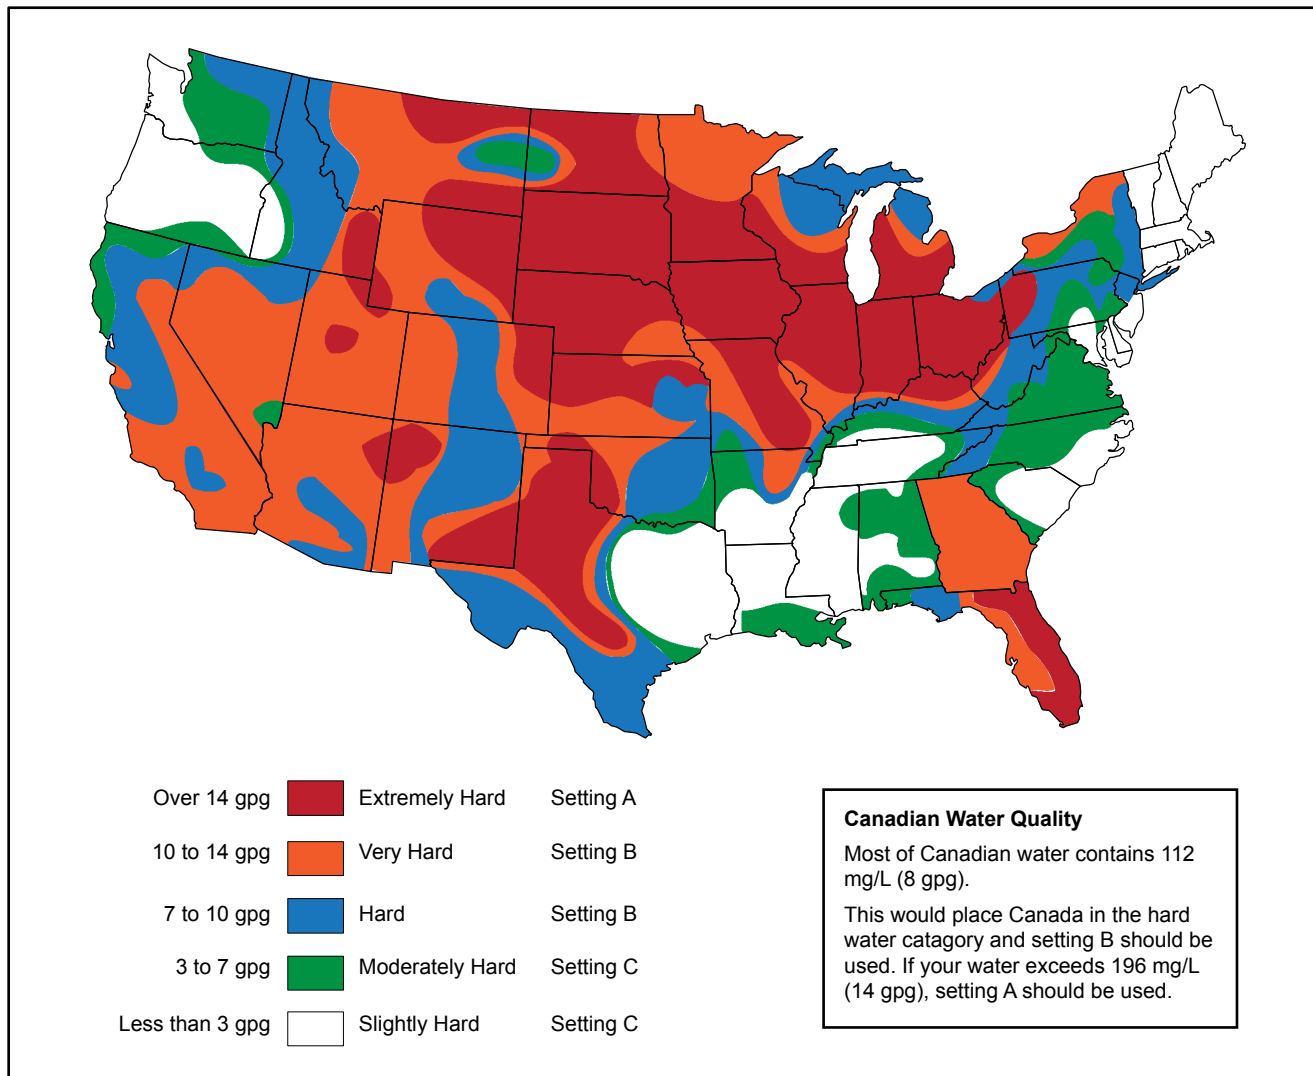 Over 14 gpg Extremely Hard Setting A
10 to 14 gpg Very Hard Setting B
7 to 10 gpg Hard Setting B
3 to 7 gpg Moderately Hard Setting C
Less than 3 gpg Slightly Hard Setting C
Canadian Water Quality
Most of Canadian water contains 112
mg/L (8 gpg).
This would place Canada in the hard
water catagory and setting B should be
used. If your water exceeds 196 mg/L
(14 gpg), setting A should be used.